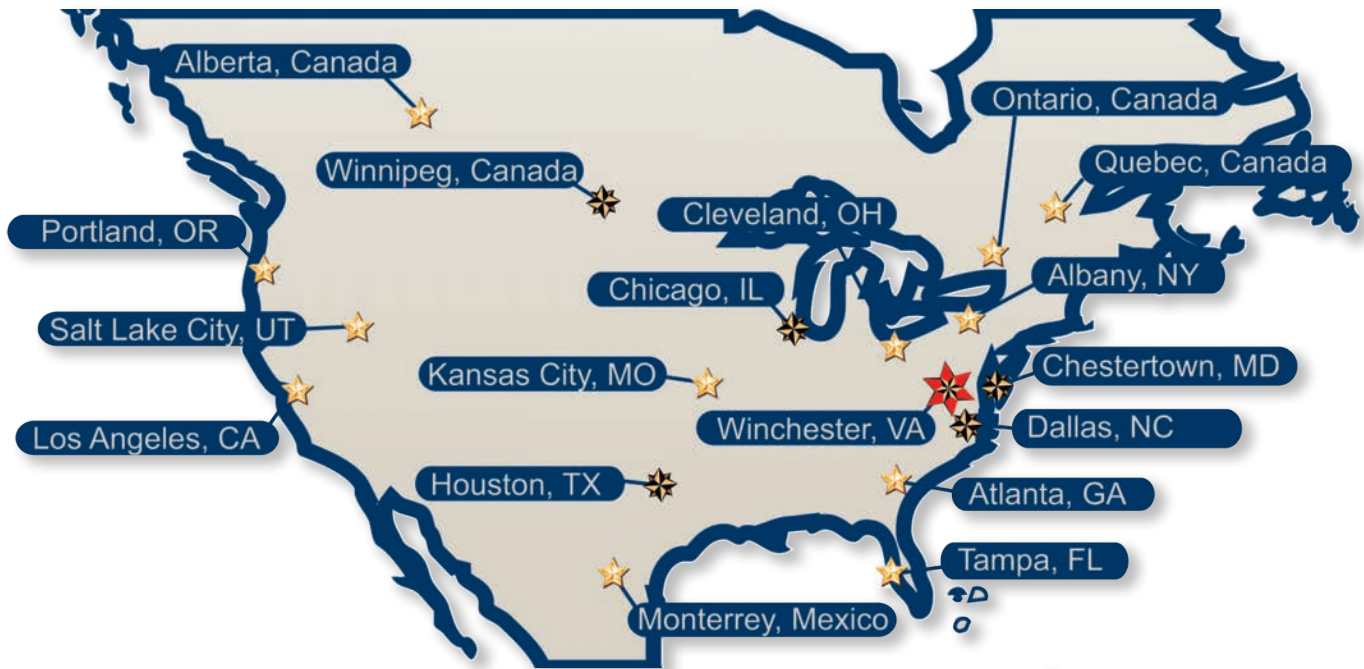 Alberta, Canada
Ontario, Canada
Winnipeg, Canada
Quebec, Canada
Cleveland, OH
Portland, OR
Chicago, IL
Albany, NY
Salt Lake City, UT
Kansas City, MO
Chestertown, MD
Los Angeles, CA
Winchester, VA
Dallas, NC
Houston, TX
Atlanta, GA
Tampa, FL
Monterrey, Mexico